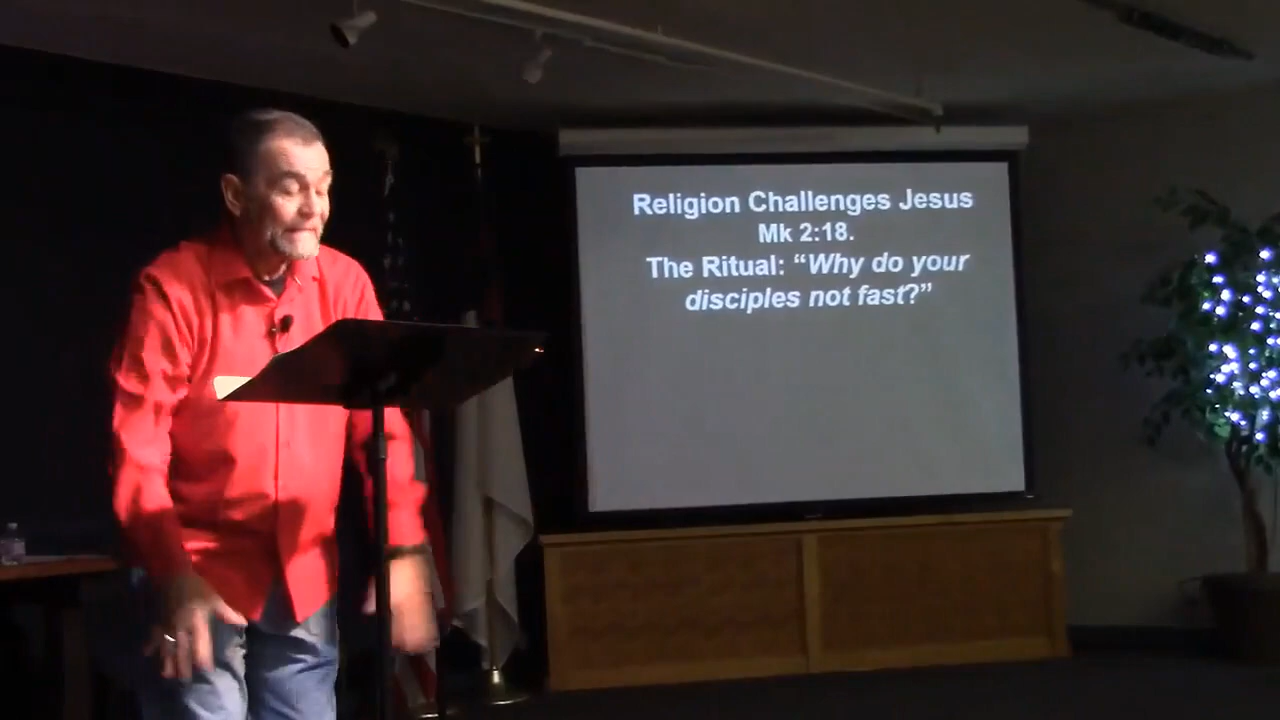 Religion Challenges Jesus
Mk 2:18.
The Ritual: “Why do your
disciples not fast?”